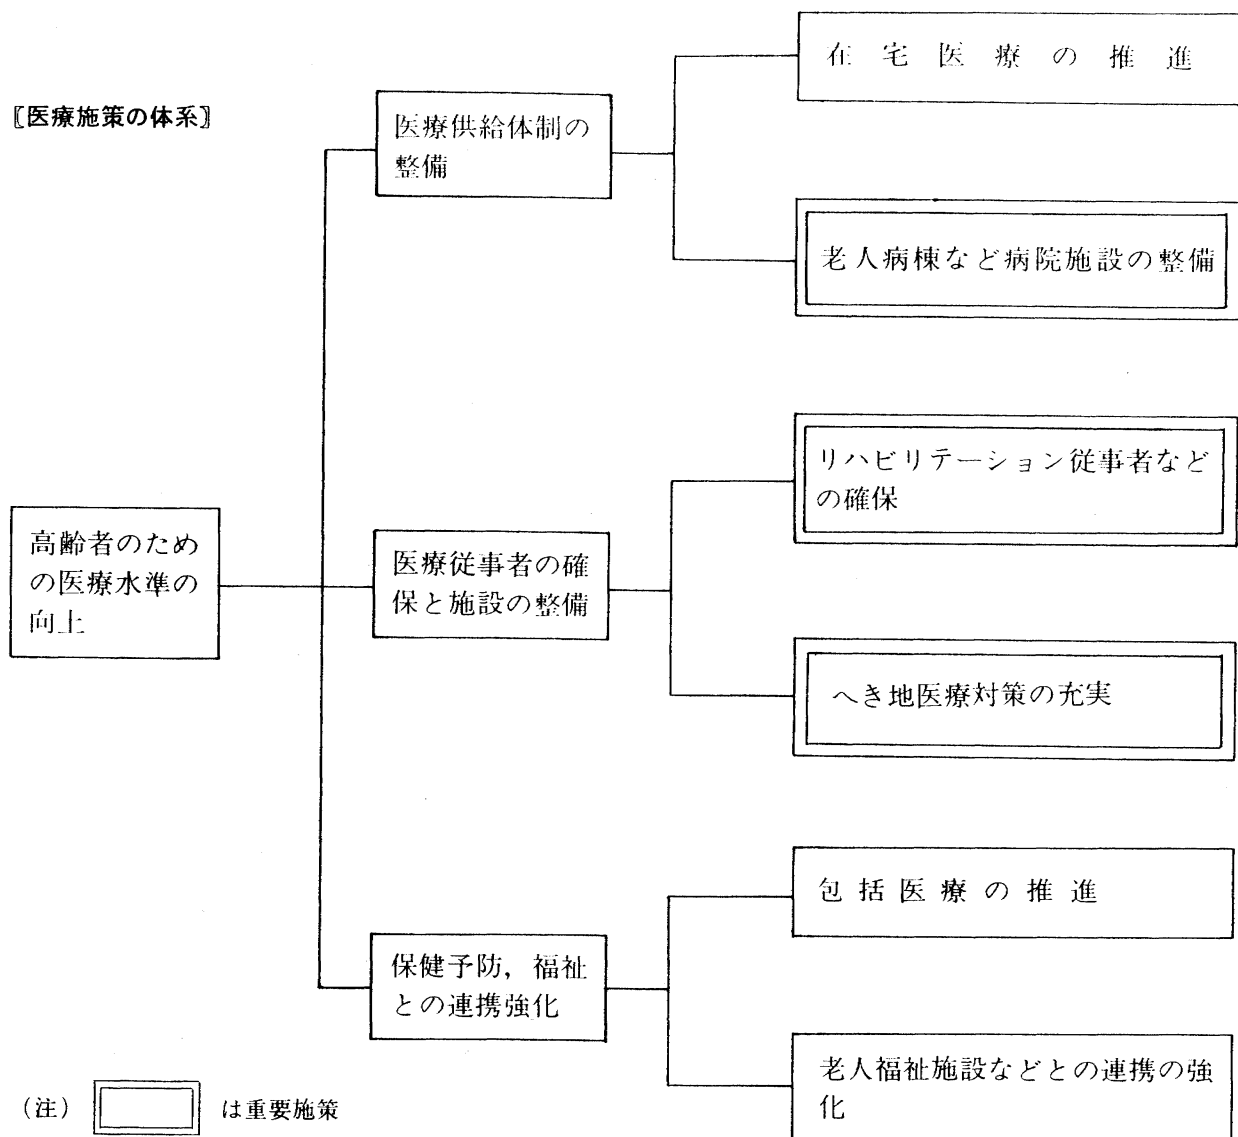 〖医療施策の体系〗
高齢者のため
の医療水準の
向上
医療供給体制の
整備
在宅医療の推進
老人病棟など病院施設の整備
医療従事者の確
保と施設の整備
リハビリテーション従事者など
の確保
へき地医療対策の充実
保健予防，福祉
との連携強化
包括医療の推進
老人福祉施設などとの連携の強
化
（注）
は重要施策